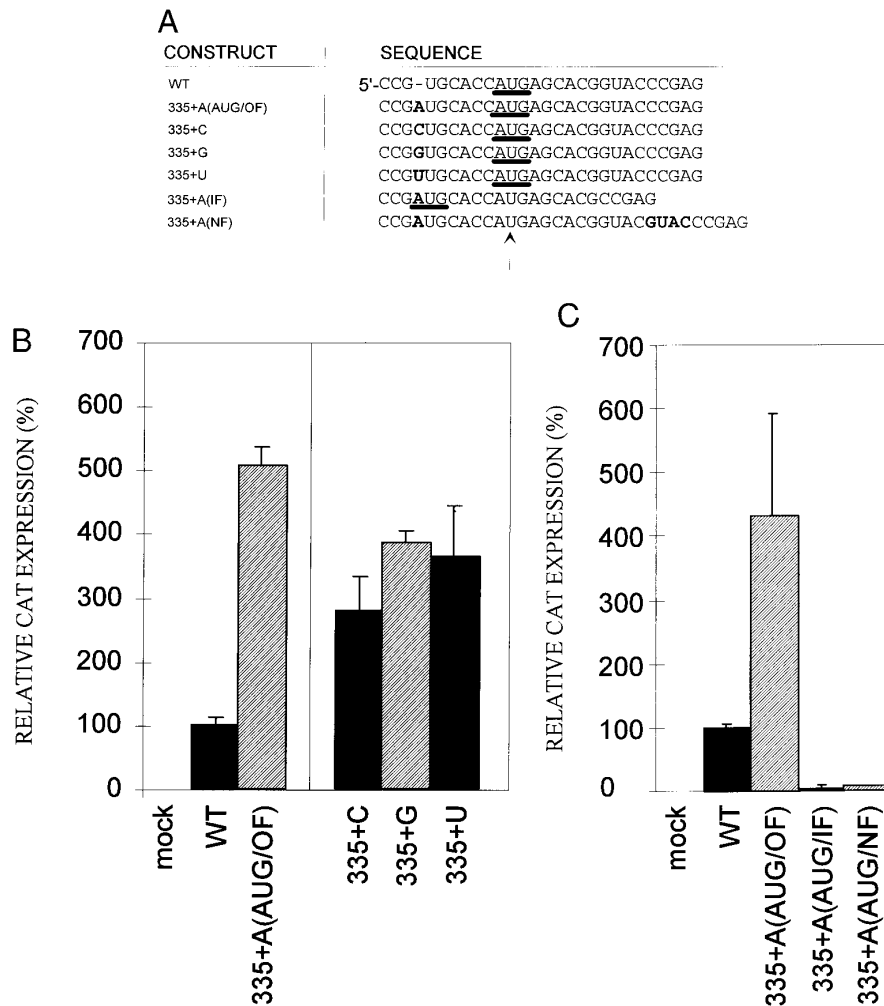 A
CONSTRUCT SEQUENCE
WT 5'-CCG-UGCACCAUGAGCACGGUACCCGAG
335+A(AUG/OF) CCGAUGCACCAUGAGCACGGUACCCGAG
335+C CCGCUGCACCAUGAGCACGGUACCCGAG
335+G CCGGUGCACCAUGAGCACGGUACCCGAG
335+U CCGUUGCACCAUGAGCACGGUACCCGAG
335+A(IF) CCGAUGCACCAUGAGCACGCCGAG
335+A(NF) CCGAUGCACCAUGAGCACGGUACGUACCCGAG
B
RELATIVE CAT EXPRESSION (%)
700
600
500
400
300
200
100
0
mock
WT
335+A(AUG/OF)
335+C
335+G
335+U
C
RELATIVE CAT EXPRESSION (%)
700
600
500
400
300
200
100
0
mock
WT
335+A(AUG/OF)
335+A(AUG/IF)
335+A(AUG/NF)